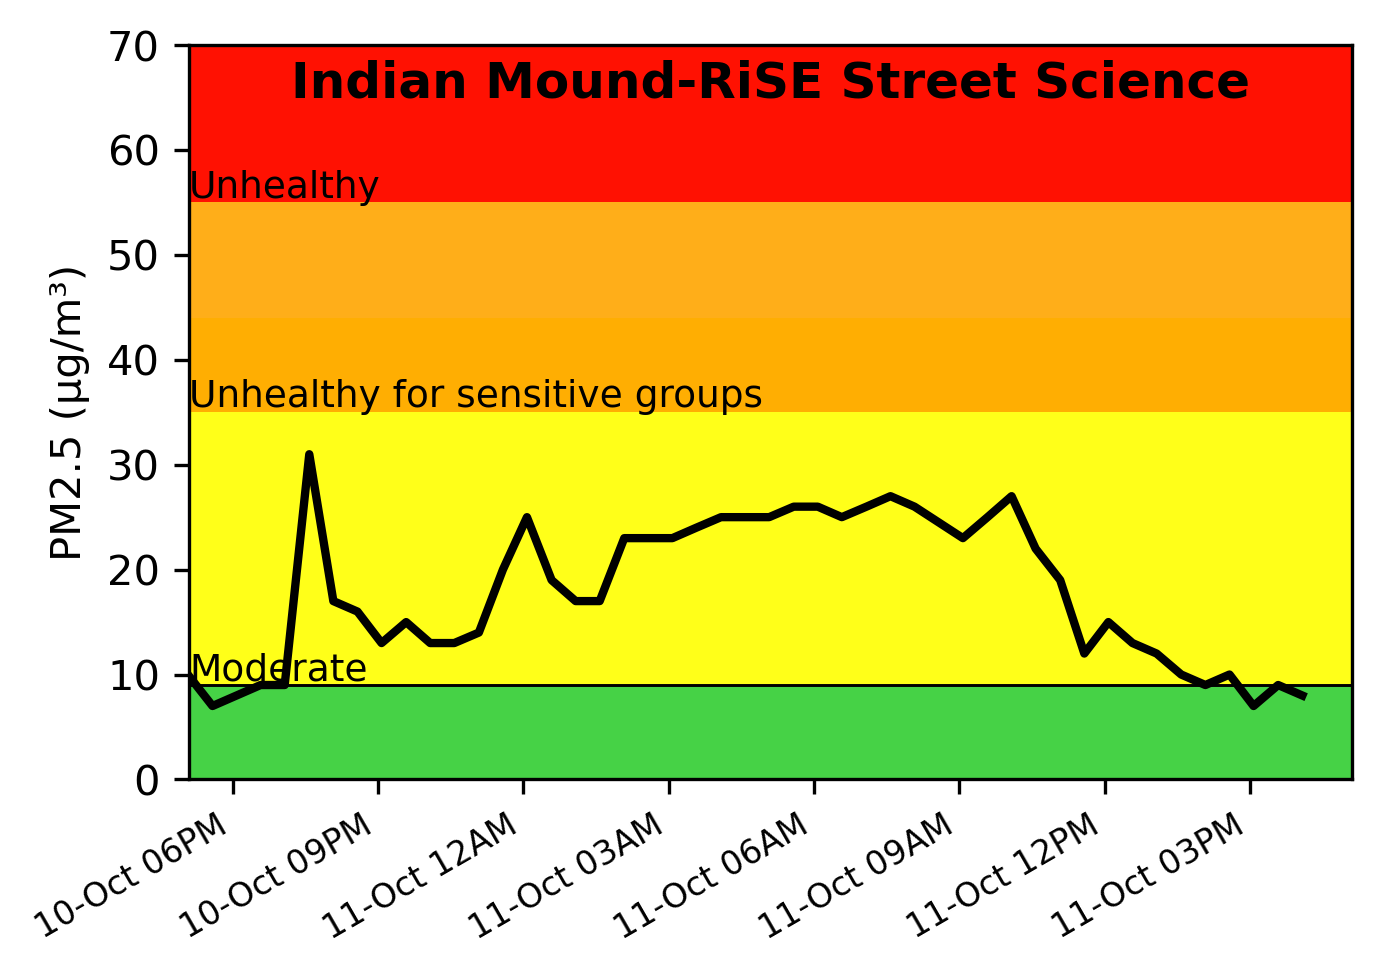 Indian Mound-RiSE Street Science
PM2.5 (µg/m³)
70
60
50
40
30
20
10
0
Unhealthy
Unhealthy for sensitive groups
Moderate
10-Oct 06PM
10-Oct 09PM
11-Oct 12AM
11-Oct 03AM
11-Oct 06AM
11-Oct 09AM
11-Oct 12PM
11-Oct 03PM